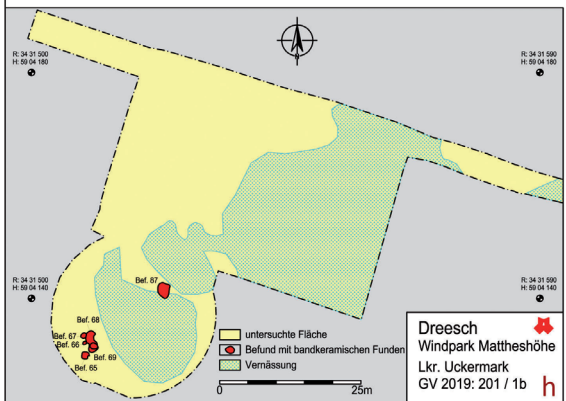 R: 34 31 500
H: 59 04 180
R: 34 31 590
H: 59 04 180
N
R: 34 31 500
H: 59 04 140
R: 34 31 590
H: 59 04 140
Bef. 87
Bef. 68
Bef. 67
Bef. 66
Bef. 69
Bef. 65
untersuchte Fläche
Befund mit bandkeramischen Funden
Vernässung
0 25m
Dreesch
Windpark Mattheshöhe
Lkr. Uckermark
GV 2019: 201 / 1b
h